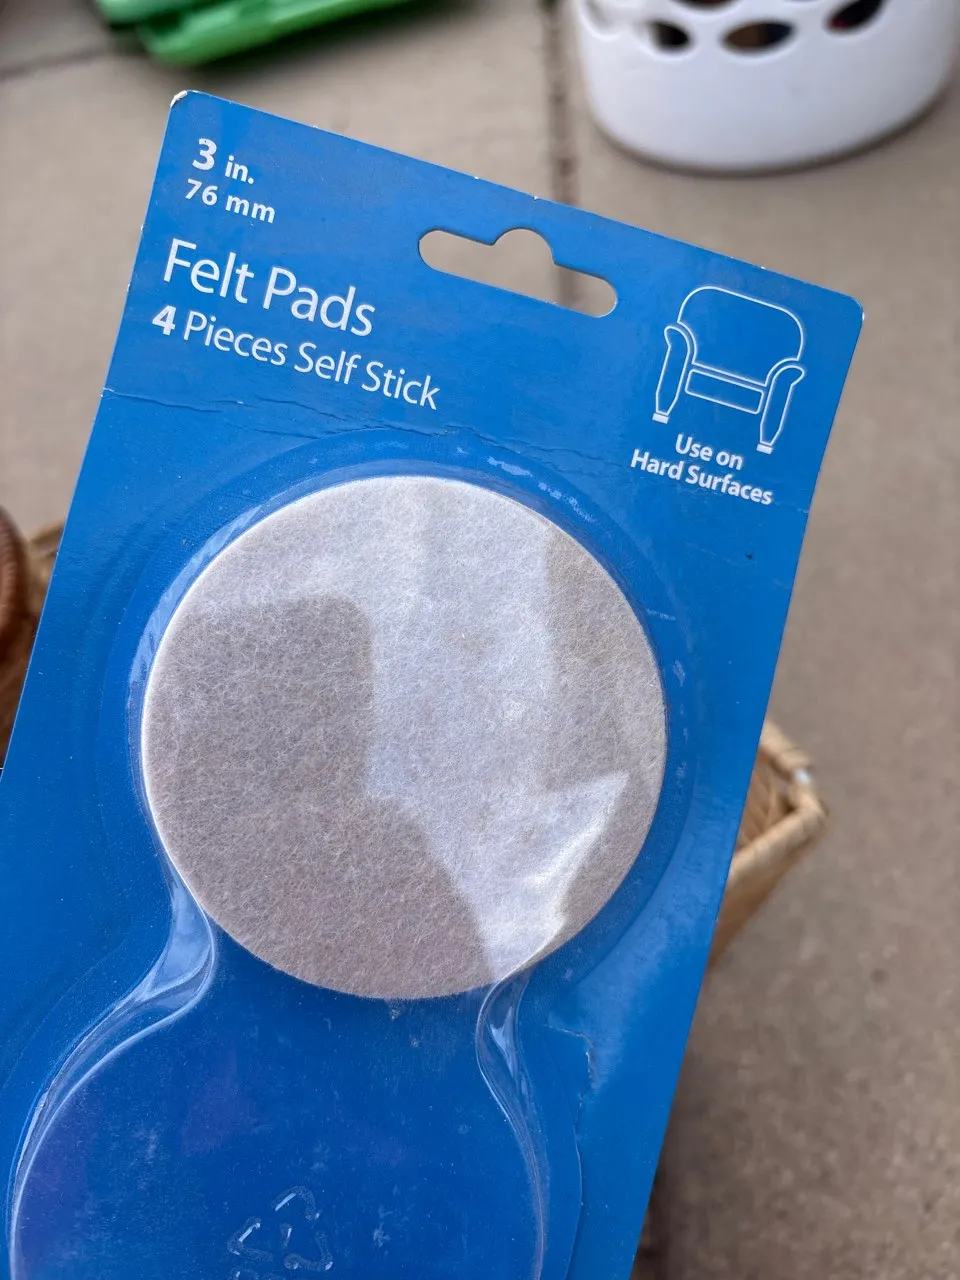 3 in.
76 mm
Felt Pads
4 Pieces Self Stick
Use on
Hard Surfaces